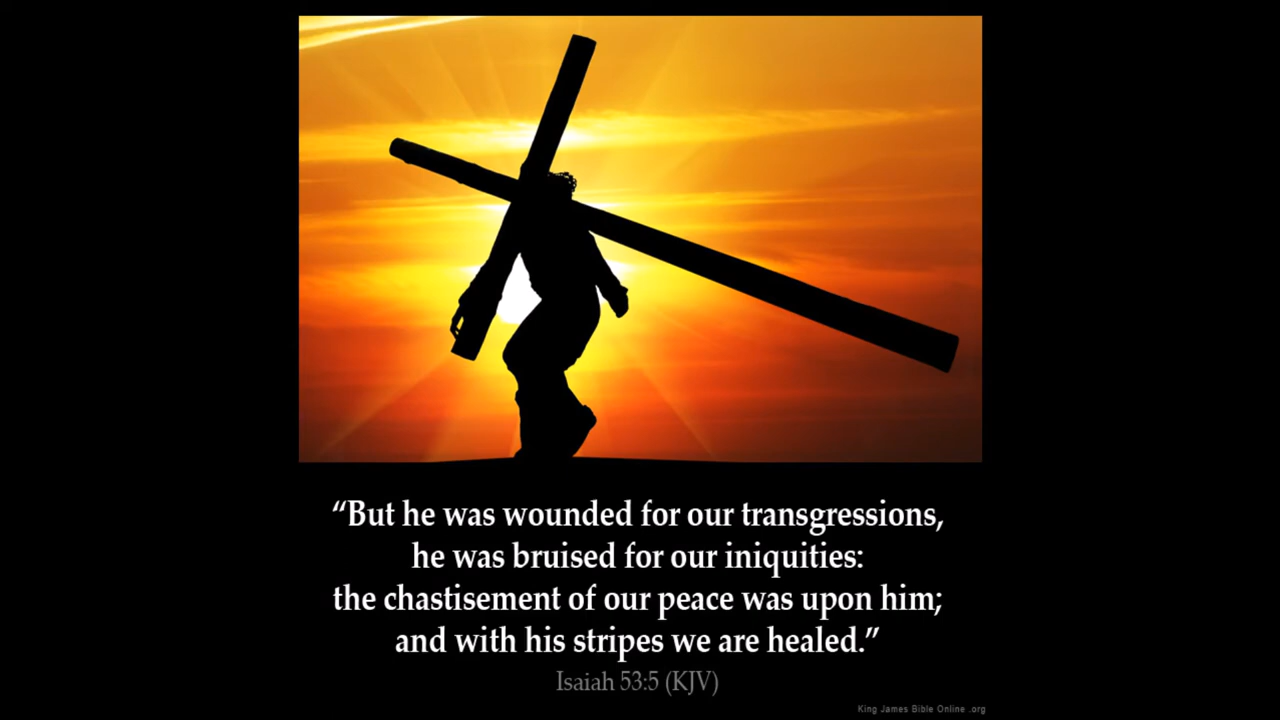 “But he was wounded for our transgressions,
he was bruised for our iniquities:
the chastisement of our peace was upon him;
and with his stripes we are healed.”
Isaiah 53:5 (KJV)
King James Bible Online .org